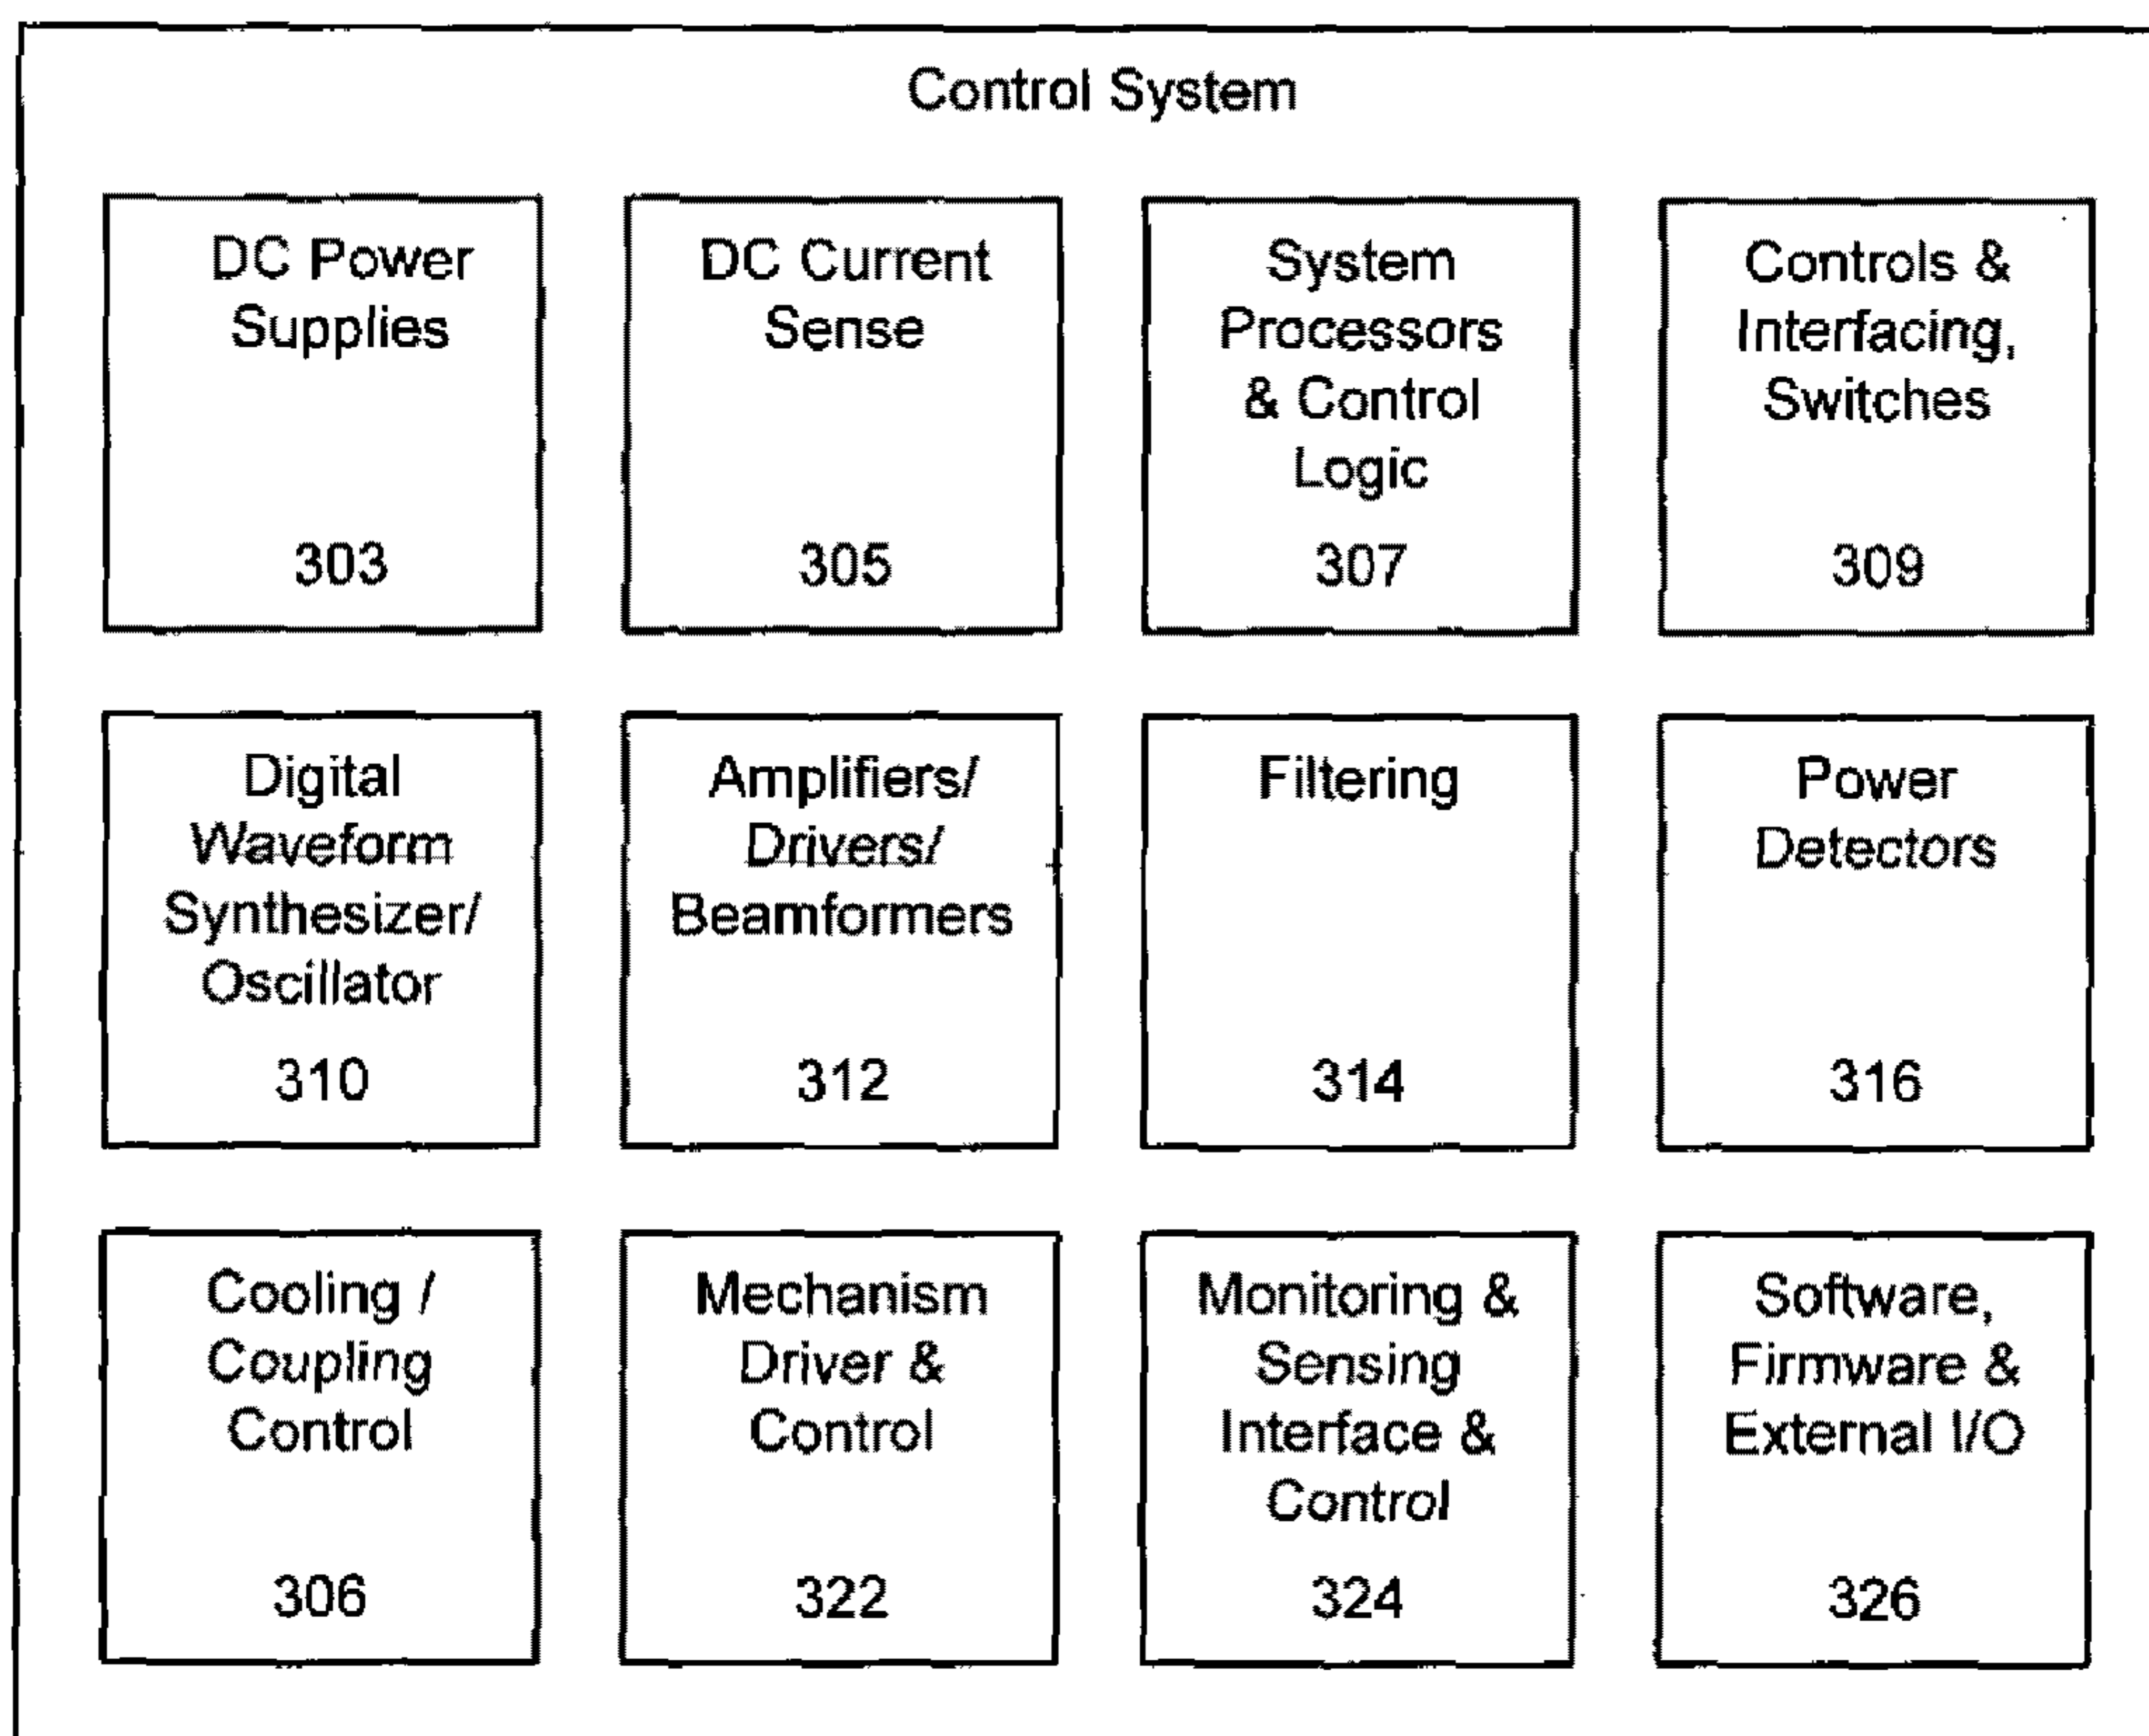 Control System
DC Power
Supplies
303
DC Current
Sense
305
System
Processors
& Control
Logic
307
Controls &
Interfacing,
Switches
309
Digital
Waveform
Synthesizer/
Oscillator
310
Amplifiers/
Drivers/
Beamformers
312
Filtering
314
Power
Detectors
316
Cooling /
Coupling
Control
306
Mechanism
Driver &
Control
322
Monitoring &
Sensing
Interface &
Control
324
Software,
Firmware &
External I/O
326